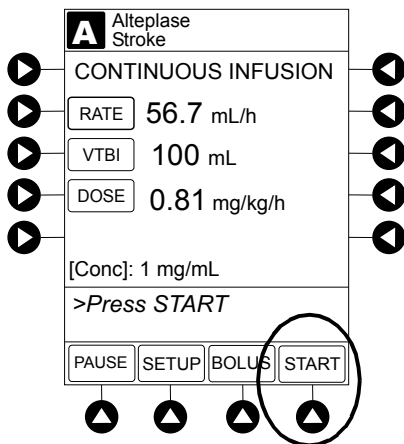 A Alteplase
Stroke
CONTINUOUS INFUSION
RATE 56.7 mL/h
VTBI 100 mL
DOSE 0.81 mg/kg/h
[Conc]: 1 mg/mL
>Press START
PAUSE SETUP BOLUS START